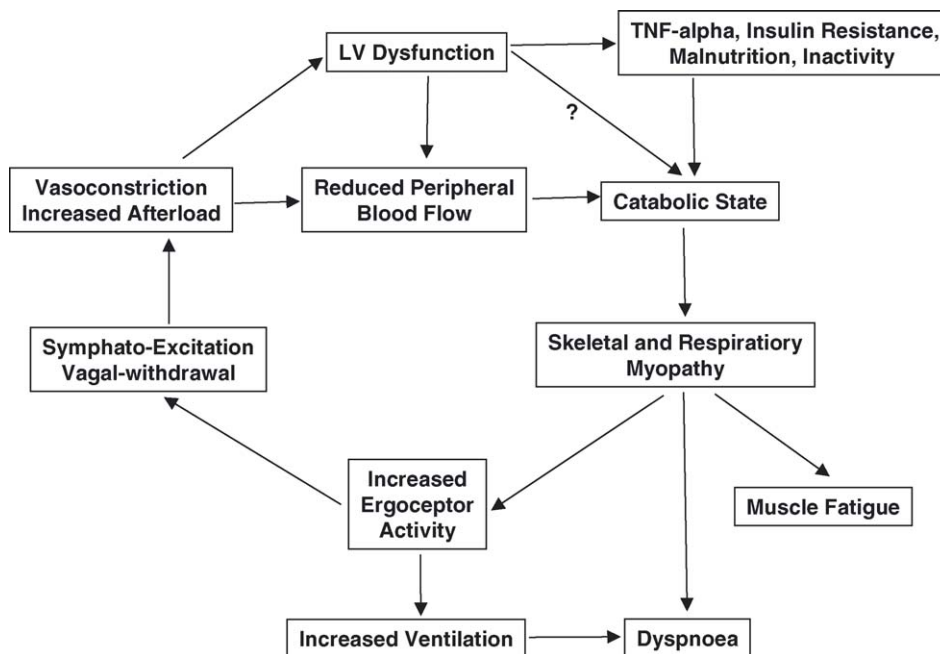 LV Dysfunction
TNF-alpha, Insulin Resistance,
Malnutrition, Inactivity
?
Vasoconstriction
Increased Afterload
Reduced Peripheral
Blood Flow
Catabolic State
Symphato-Excitation
Vagal-withdrawal
Skeletal and Respiratiory
Myopathy
Increased
Ergoceptor
Activity
Muscle Fatigue
Increased Ventilation
Dyspnoea